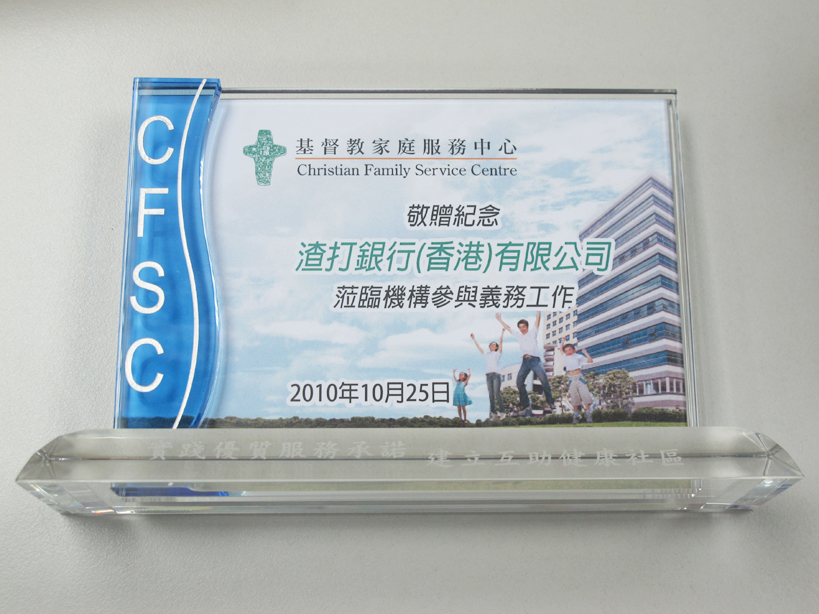 CFSC
基督教家庭服務中心
Christian Family Service Centre
敬贈紀念
渣打銀行(香港)有限公司
蒞臨機構參與義務工作
2010年10月25日
實踐優質服務承諾 建立互助健康社區